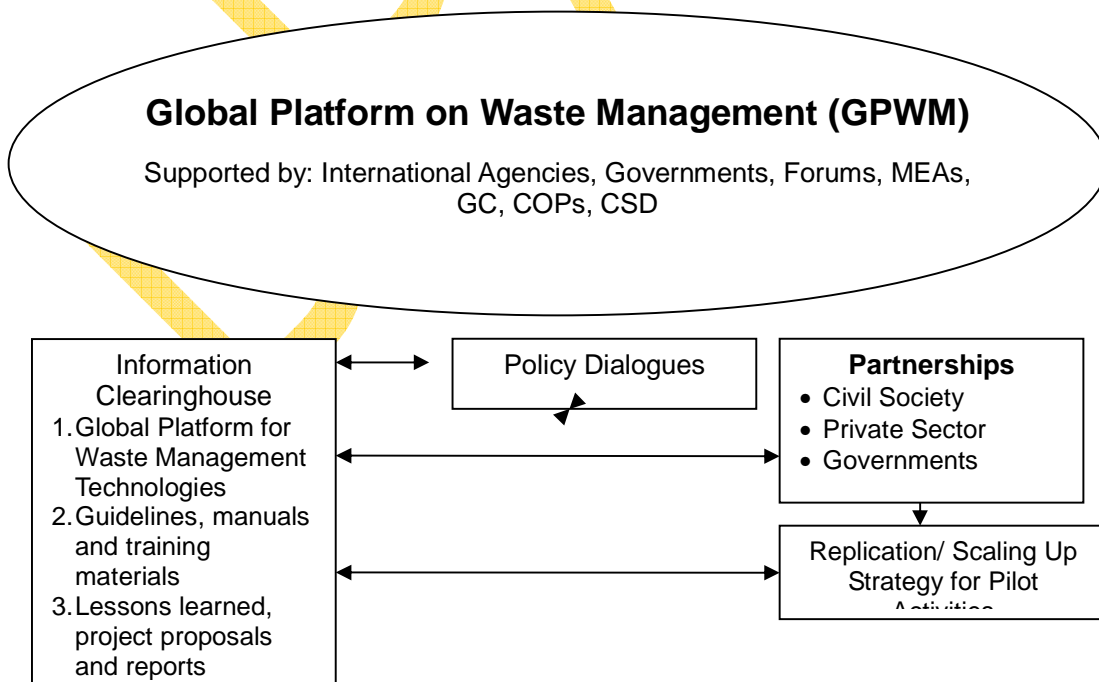 Global Platform on Waste Management (GPWM)
Supported by: International Agencies, Governments, Forums, MEAs,
GC, COPs, CSD
Information
Clearinghouse
1.Global Platform for
Waste Management
Technologies
2.Guidelines, manuals
and training
materials
3.Lessons learned,
project proposals
and reports
Policy Dialogues
Partnerships
• Civil Society
• Private Sector
• Governments
Replication/ Scaling Up
Strategy for Pilot
Activities